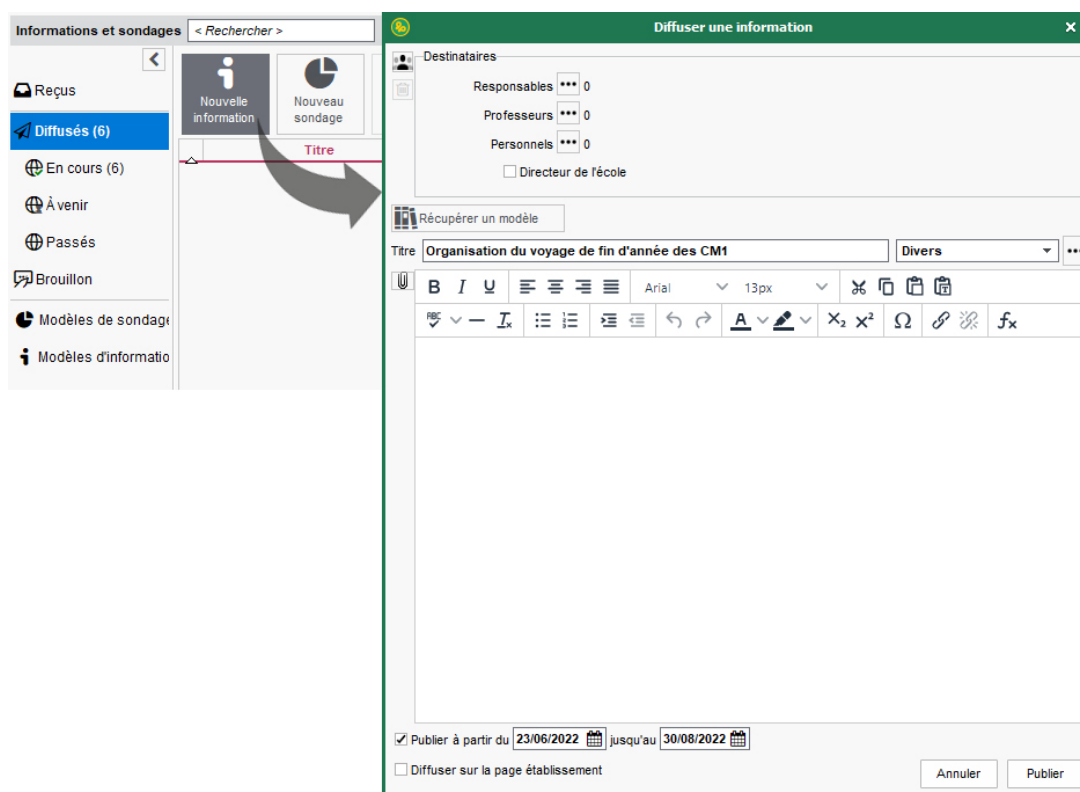 Informations et sondages
< Rechercher >
Reçus
Diffusés (6)
En cours (6)
À venir
Passés
Brouillon
Modèles de sondage
Modèles d'informatio
Nouvelle
information
Nouveau
sondage
Titre
Diffuser une information
Destinataires
Responsables ••• 0
Professeurs ••• 0
Personnels ••• 0
Directeur de l'école
Récupérer un modèle
Titre Organisation du voyage de fin d'année des CM1 Divers •••
B I U Arial 13px
ABC Ix A X₂ X² Ω fx
Publier à partir du 23/06/2022 jusqu'au 30/08/2022
Diffuser sur la page établissement
Annuler Publier